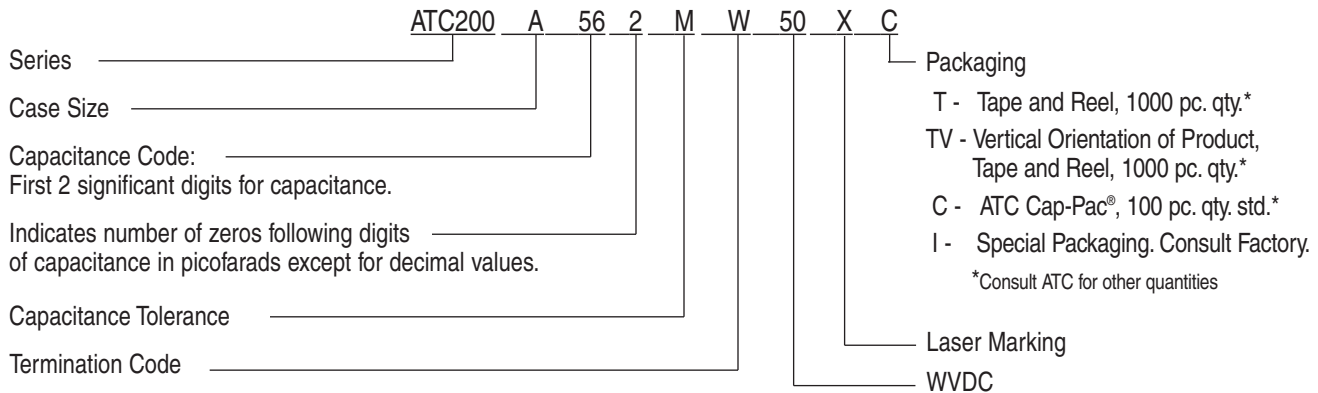 ATC200 A 56 2 M W 50 X C
Series
Case Size
Capacitance Code:
First 2 significant digits for capacitance.
Indicates number of zeros following digits
of capacitance in picofarads except for decimal values.
Capacitance Tolerance
Termination Code
Packaging
T - Tape and Reel, 1000 pc. qty.*
TV - Vertical Orientation of Product,
Tape and Reel, 1000 pc. qty.*
C - ATC Cap-Pac®, 100 pc. qty. std.*
I - Special Packaging. Consult Factory.
*Consult ATC for other quantities
Laser Marking
WVDC